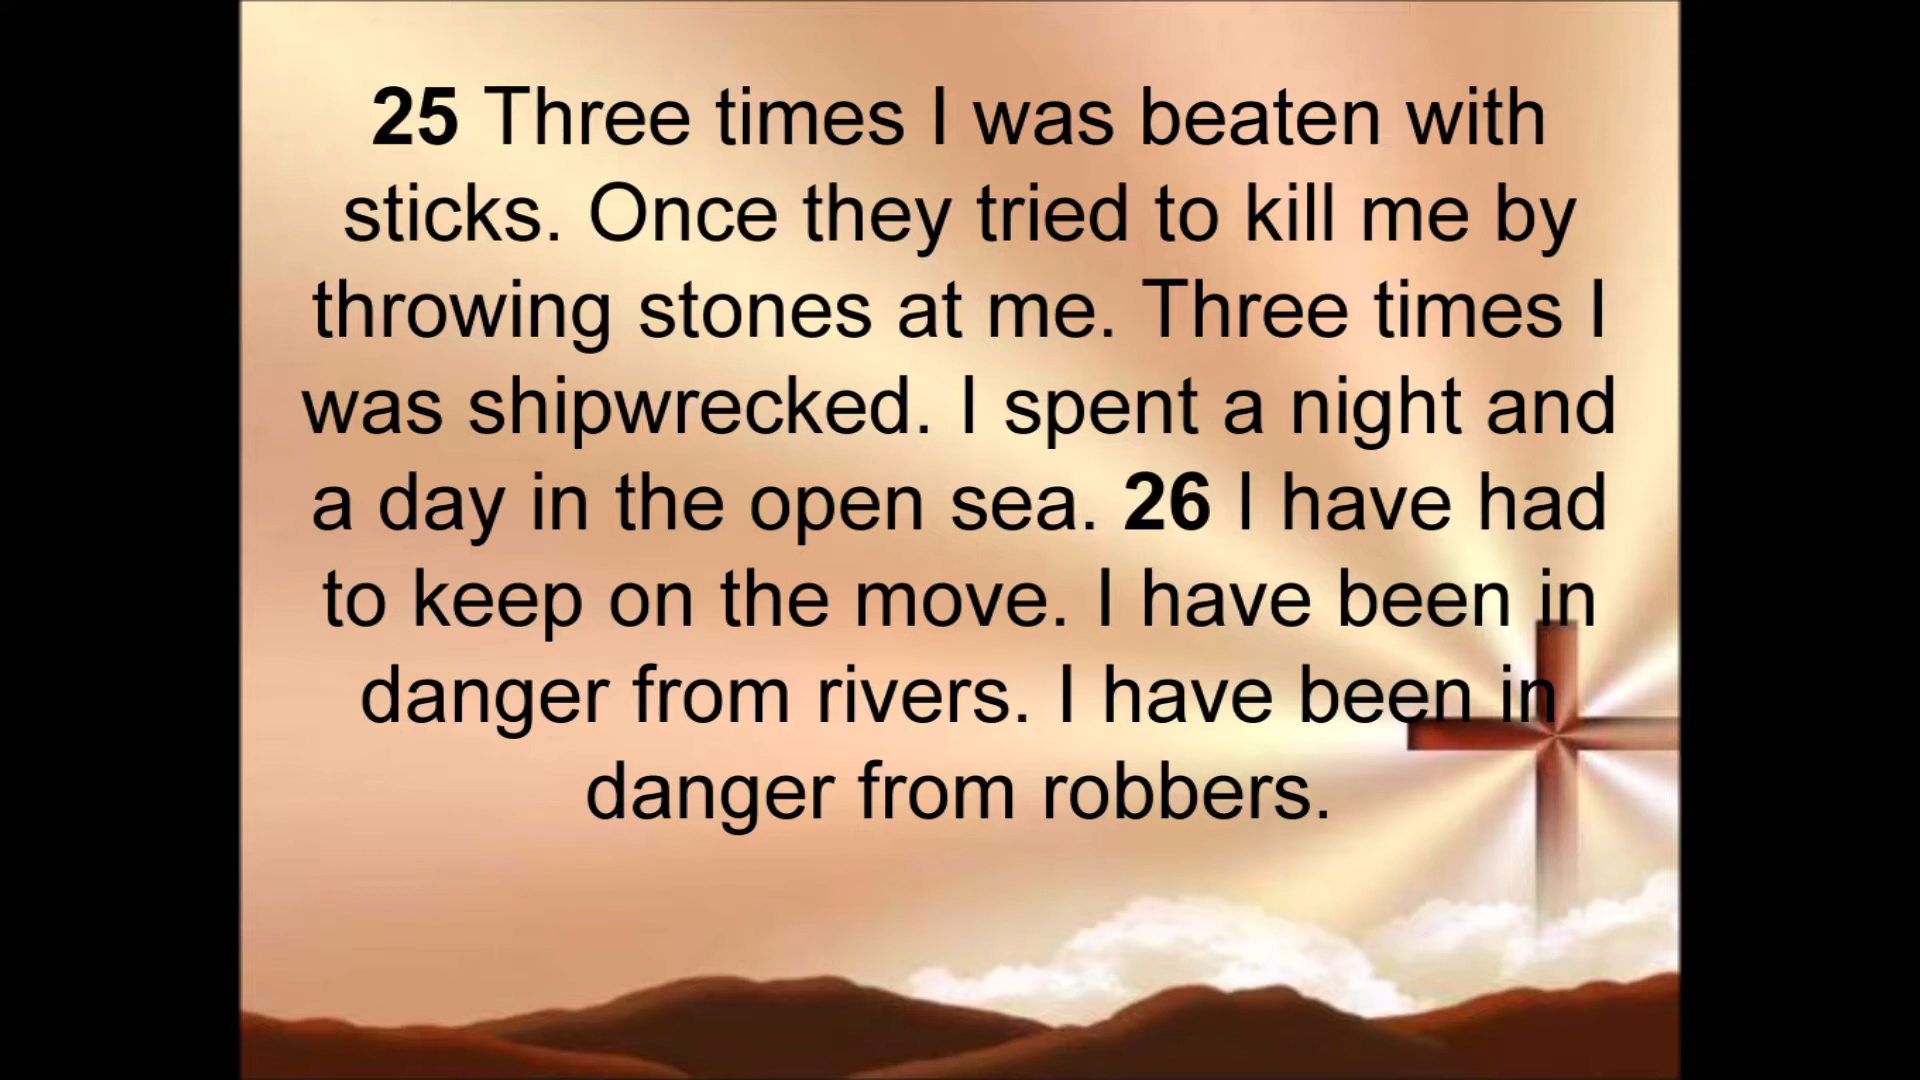 25 Three times I was beaten with
sticks. Once they tried to kill me by
throwing stones at me. Three times I
was shipwrecked. I spent a night and
a day in the open sea. 26 I have had
to keep on the move. I have been in
danger from rivers. I have been in
danger from robbers.